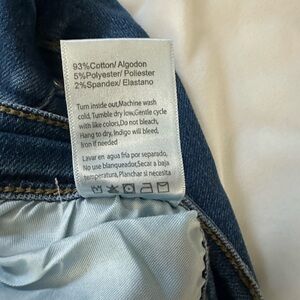 93%Cotton/ Algodon
5%Polyester/ Poliester
2%Spandex/ Elastano
Turn inside out,Machine wash
cold. Tumble dry low,Gentle cycle
with like colors,Do not bleach,
Hang to dry, Indigo will bleed,
Iron if needed
Lavar en agua fría por separado,
No use blanqueador,Secar a baja
temperatura, Planchar si necesita